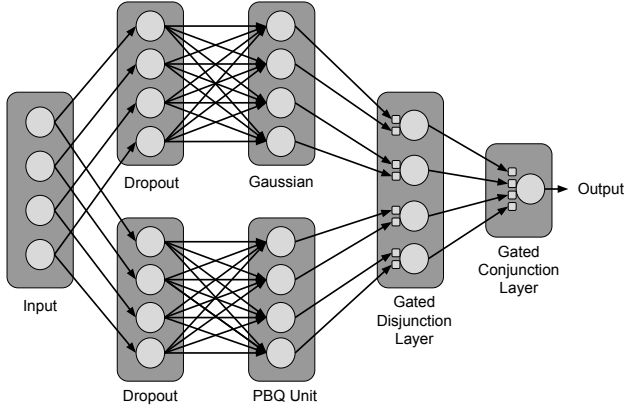 Dropout
Gaussian
Input
Output
Gated
Conjunction
Layer
Gated
Disjunction
Layer
Dropout
PBQ Unit